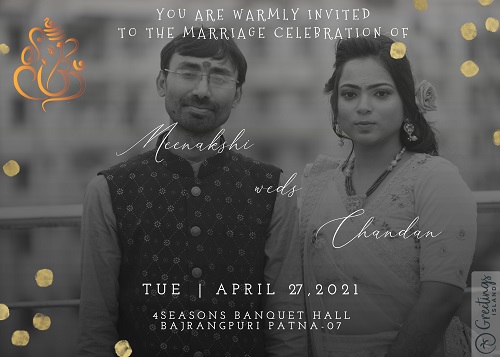 YOU ARE WARMLY INVITED
TO THE MARRIAGE CELEBRATION OF
Meenakshi
weds
Chandan
TUE | APRIL 27,2021
4SEASONS BANQUET HALL
BAJRANGPURI PATNA-07
Greetings
ISLAND